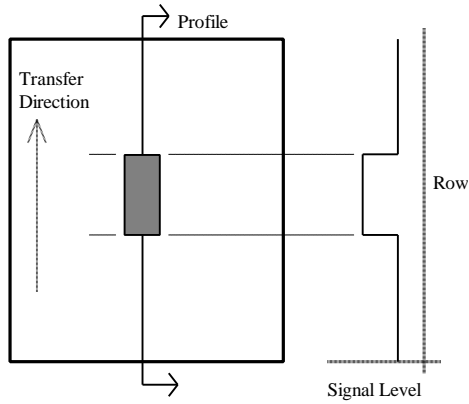 Profile
Transfer
Direction
Row
Signal Level